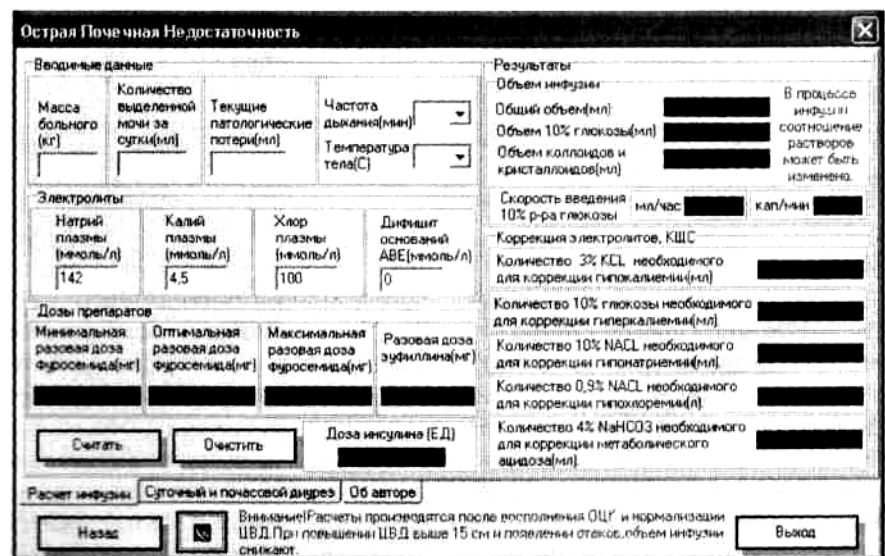 Острая Почечная Недостаточность
Вводимые данные
Масса
больного
(кг)
Количество
выделенной
мочи за
сутки(мл)
Текущие
патологические
потери(мл)
Частота
дыхания(мин)
Температура
тела(С)
Электролиты
Натрий
плазмы
(ммоль/л)
142
Калий
плазмы
(ммоль/л)
4,5
Хлор
плазмы
(ммоль/л)
100
Дифицит
оснований
АВЕ(ммоль/л)
0
Дозы препаратов
Минимальная
разовая доза
фуросемида(мг)
Оптимальная
разовая доза
фуросемида(мг)
Максимальная
разовая доза
фуросемида(мг)
Разовая доза
эуфиллина(мг)
Считать
Очистить
Доза инсулина (ЕД)
Результаты
Объем инфузии
Общий объем(мл)
Объем 10% глюкозы(мл)
Объем коллоидов и
кристаллоидов(мл)
В процессе
инфузии
соотношение
растворов
может быть
изменено.
Скорость введения
10% р-ра глюкозы
мл/час
кап/мин
Коррекция электролитов, КЩС
Количество 3% KCL необходимого
для коррекции гипокалиемии(мл)
Количество 10% глюкозы необходимого
для коррекции гиперкалиемии(мл)
Количество 10% NACL необходимого
для коррекции гипонатриемии(мл)
Количество 0,9% NACL необходимого
для коррекции гипохлоремии(л)
Количество 4% NaHCO3 необходимого
для коррекции метаболического
ацидоза(мл)
Расчет инфузии
Суточный и почасовой диурез
Об авторе
Назад
Внимание!Расчеты производятся после восполнения ОЦК и нормализации
ЦВД.При повышении ЦВД выше 15 см и появлении отеков,объем инфузии
снижают.
Выход